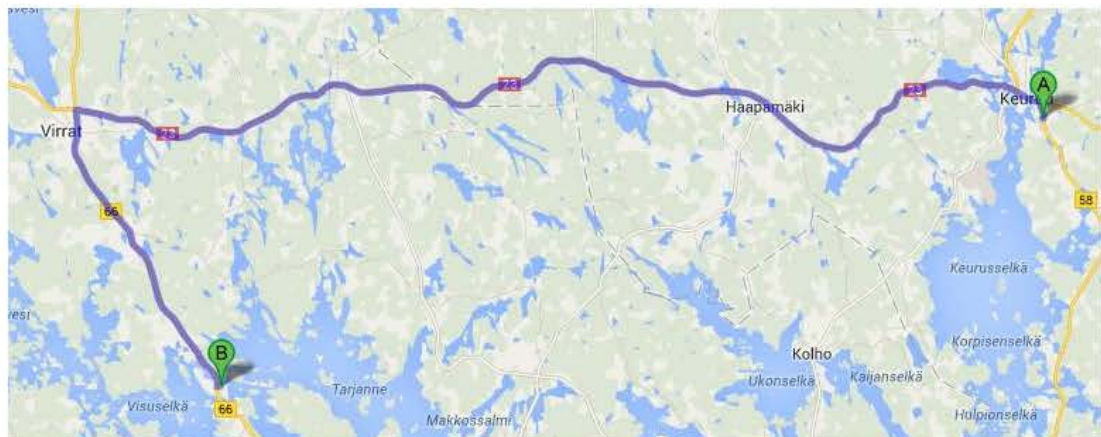 23
A
Keuruu
Haapamäki
23
Virrat
23
66
58
Keurusselkä
Korpisenselkä
B
Kolho
Tarjanne
Ukonselkä
Kaijanselkä
Visuselkä
66
Makkossalmi
Hulpionselkä